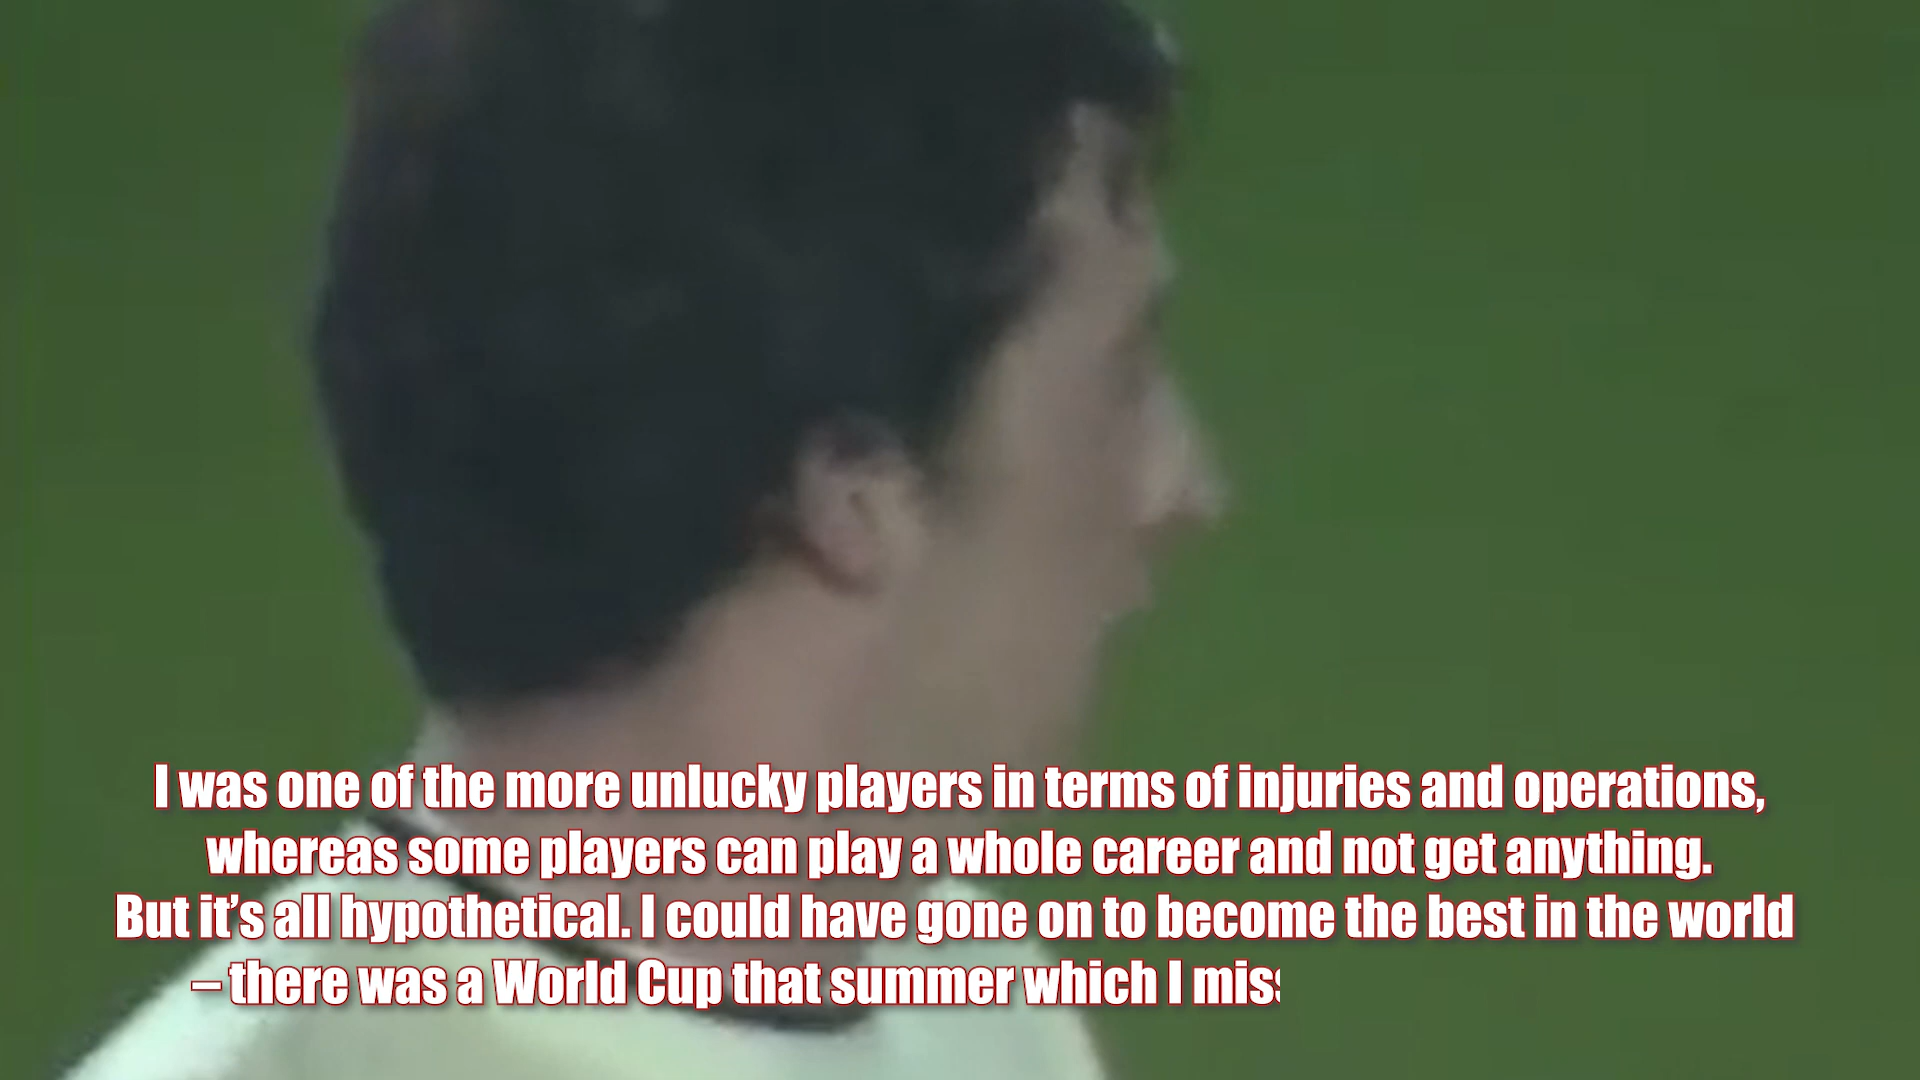 I was one of the more unlucky players in terms of injuries and operations,
whereas some players can play a whole career and not get anything.
But it’s all hypothetical. I could have gone on to become the best in the world
– there was a World Cup that summer which I miss